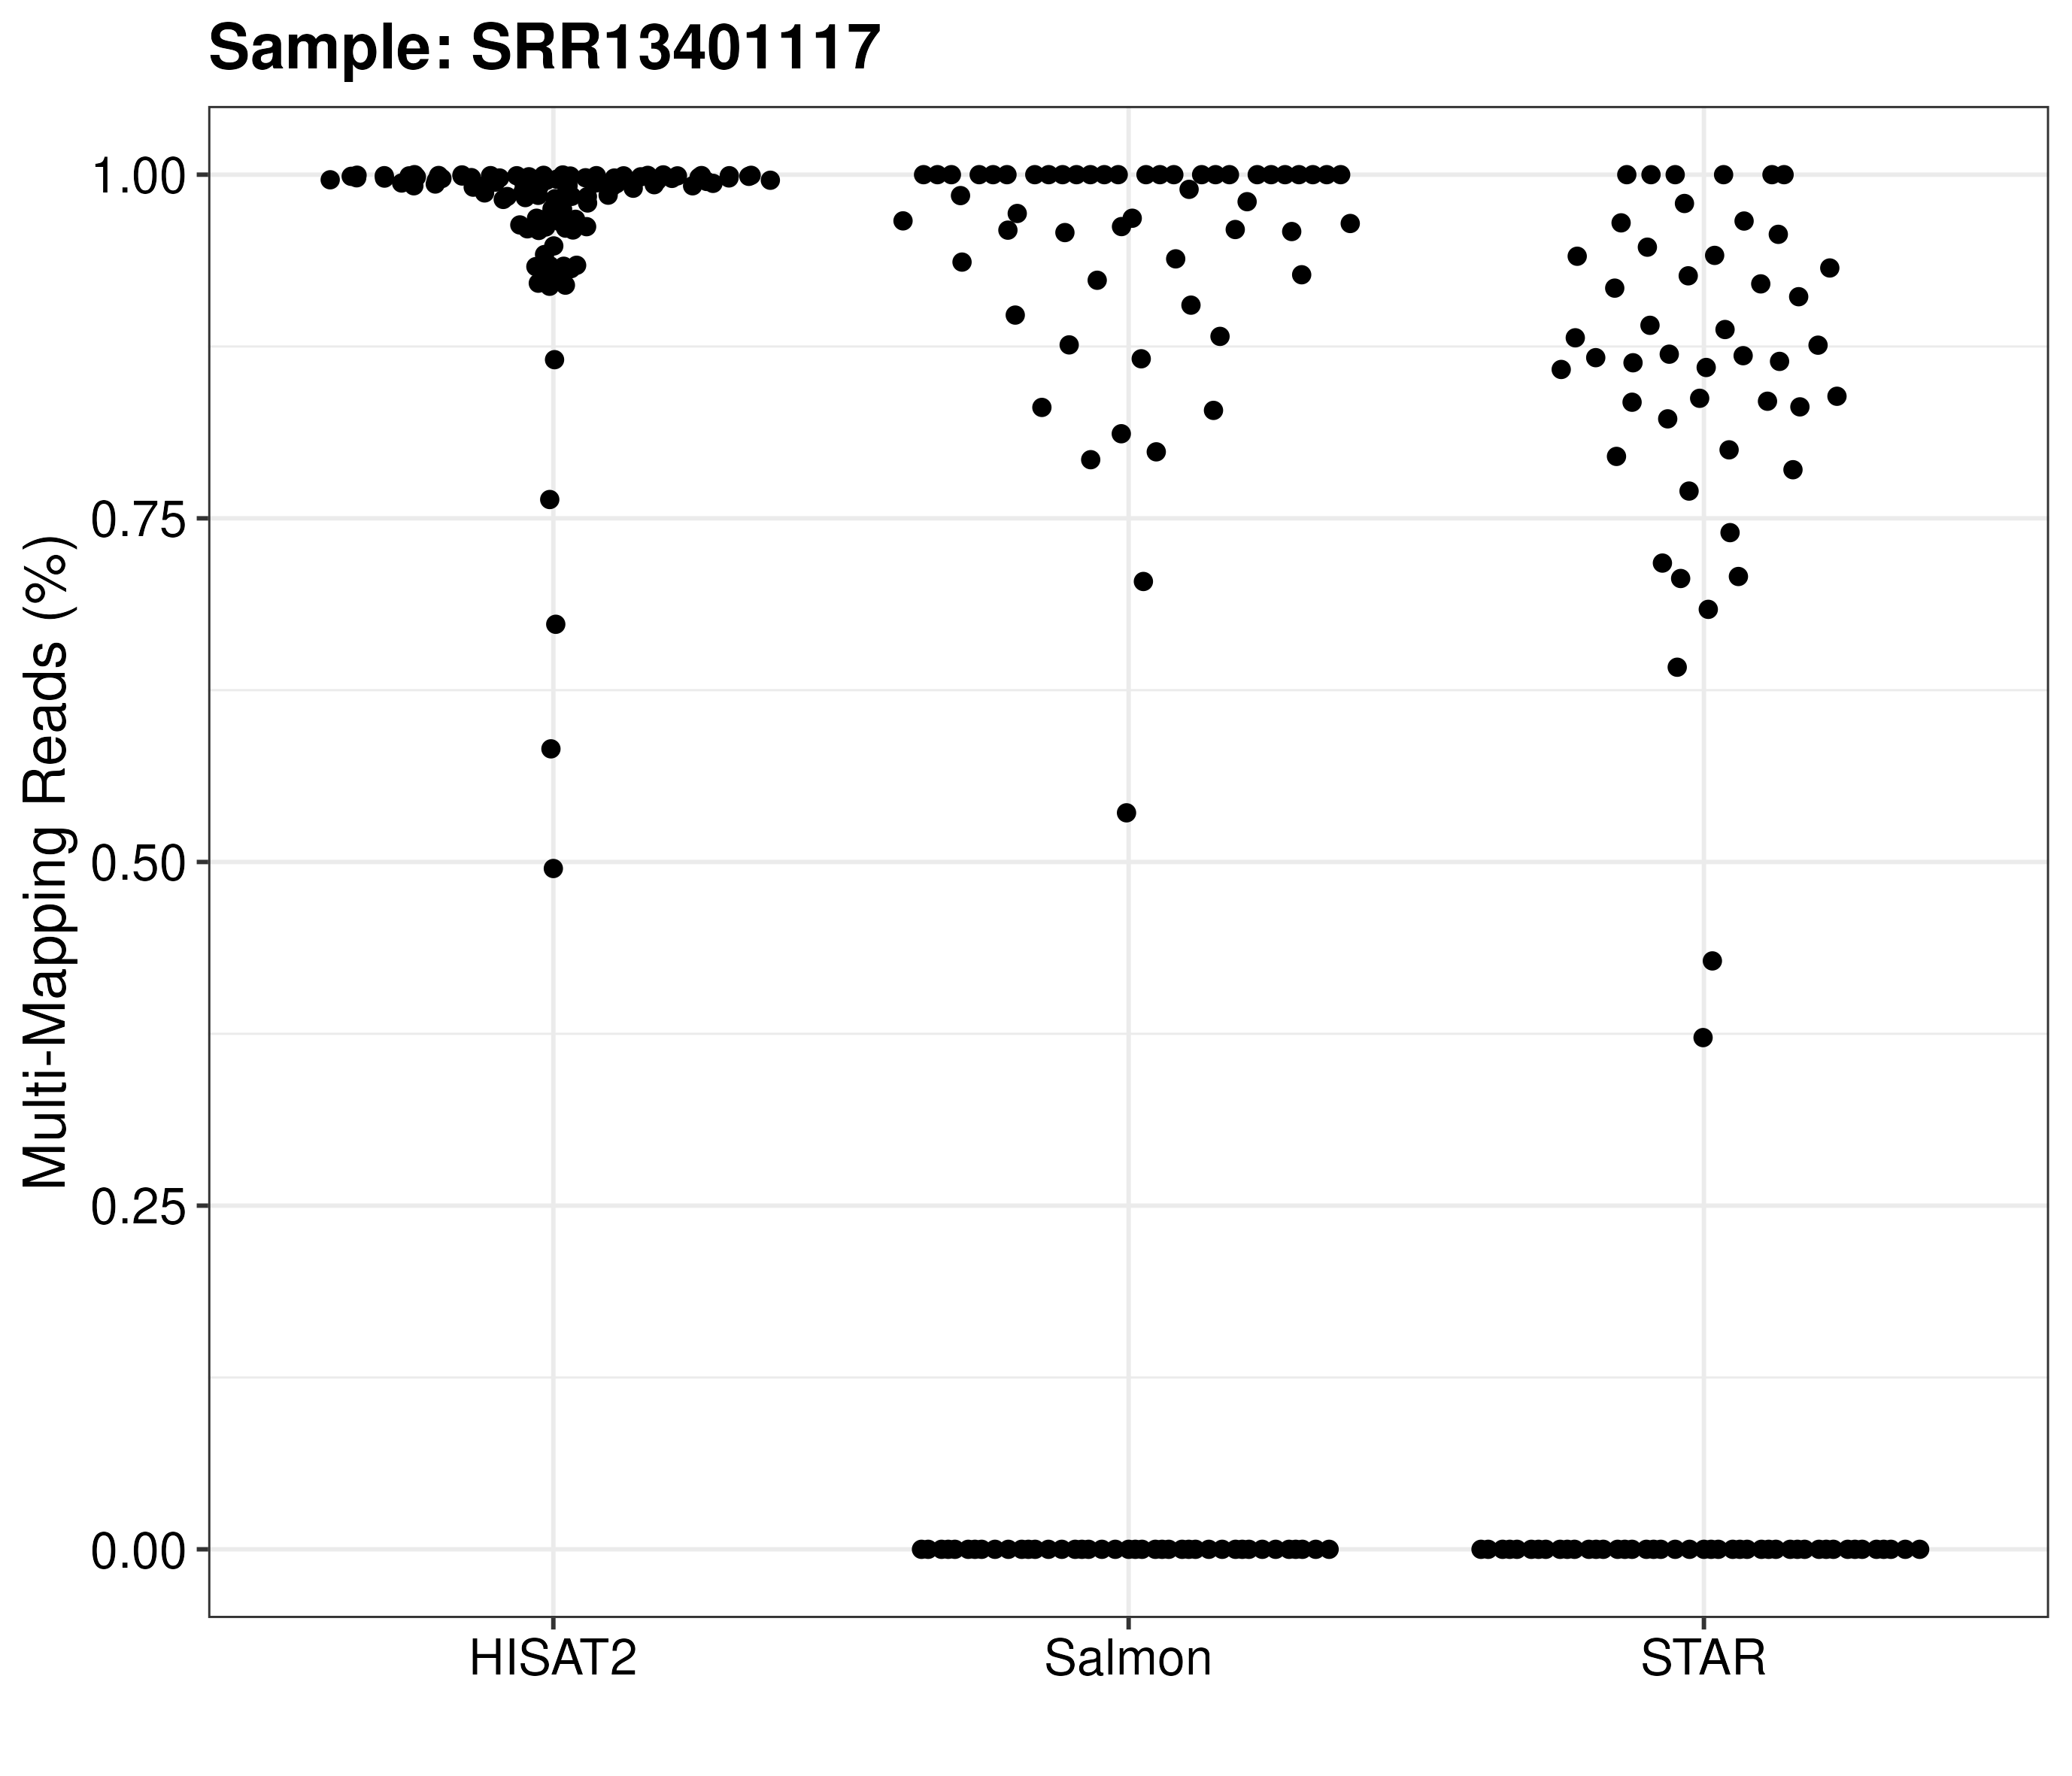 Sample: SRR13401117
Multi-Mapping Reads (%)
1.00
0.75
0.50
0.25
0.00
HISAT2
Salmon
STAR